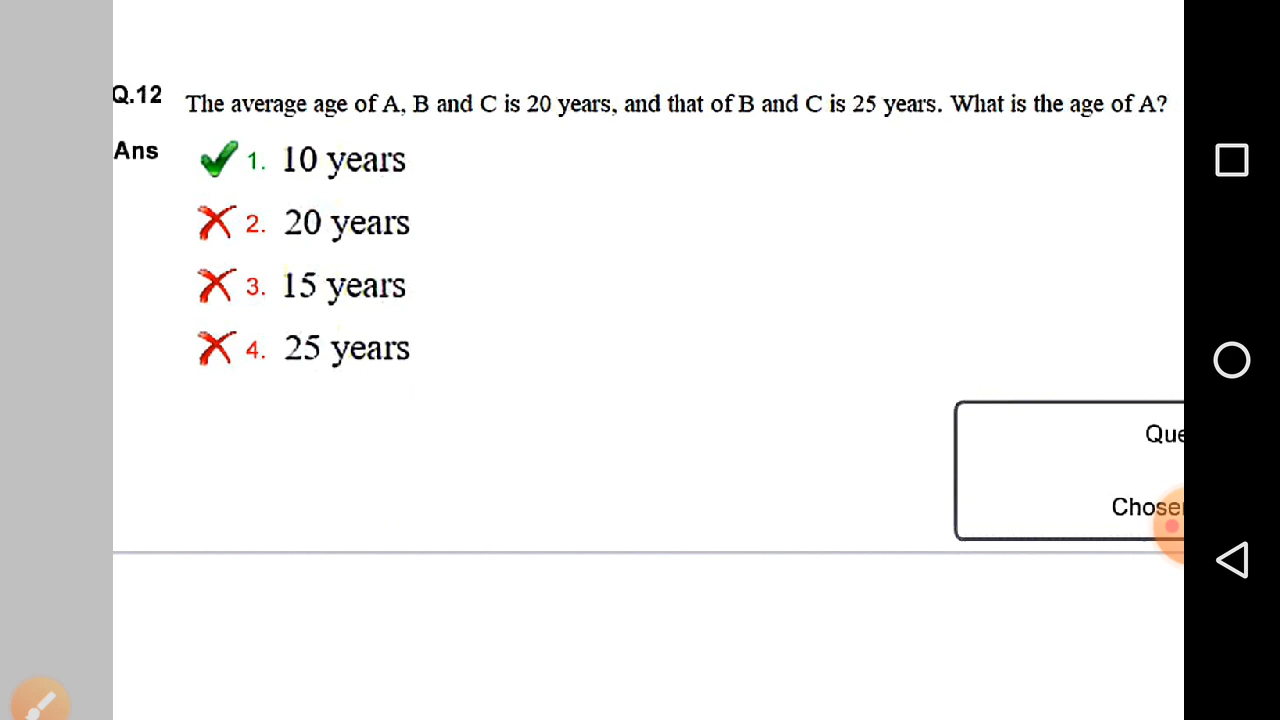 Q.12 The average age of A, B and C is 20 years, and that of B and C is 25 years. What is the age of A?
Ans 1. 10 years
2. 20 years
3. 15 years
4. 25 years
Que
Chosen